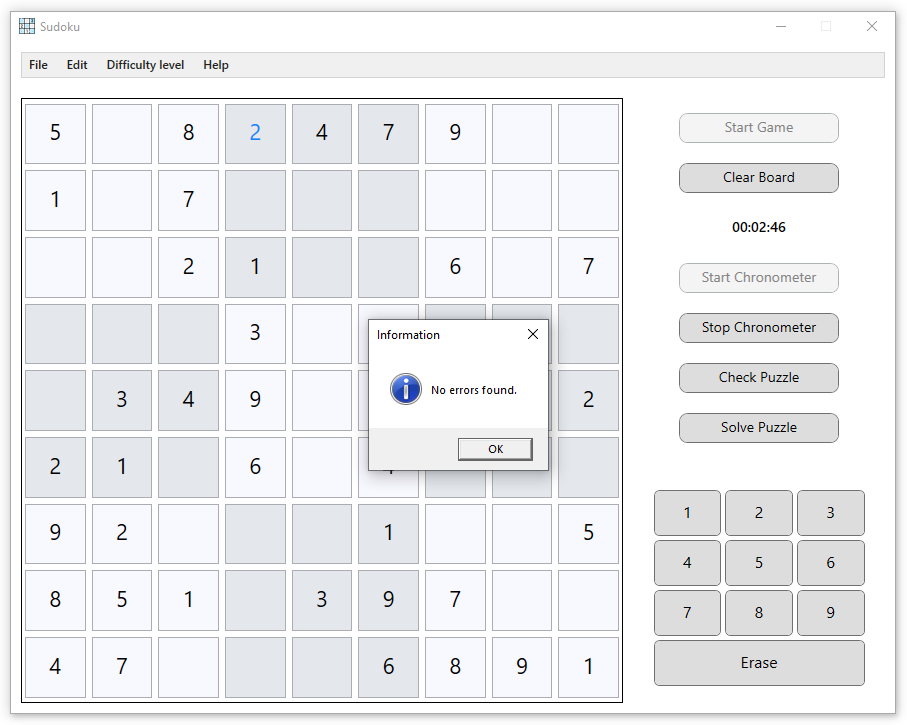 Sudoku
File Edit Difficulty level Help
5 8 2 4 7 9
1 7
2 1 6 7
3
3 4 9 2
2 1 6
9 2 1 5
8 5 1 3 9 7
4 7 6 8 9 1
Information
No errors found.
OK
Start Game
Clear Board
00:02:46
Start Chronometer
Stop Chronometer
Check Puzzle
Solve Puzzle
1 2 3
4 5 6
7 8 9
Erase